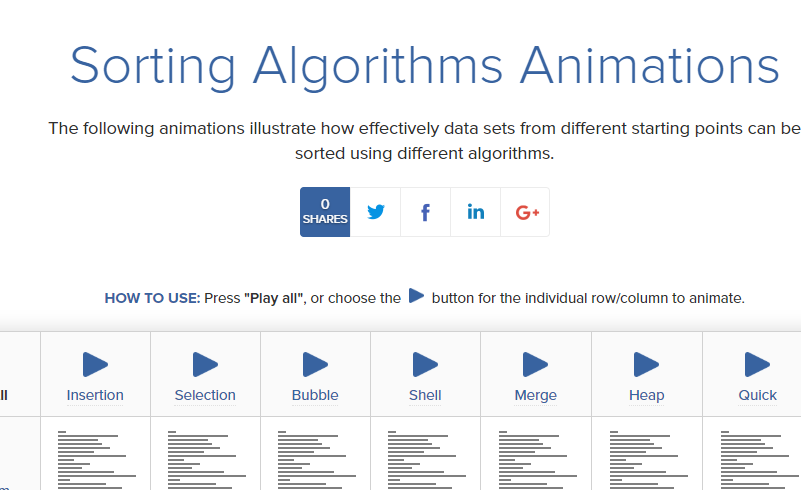 Sorting Algorithms Animations
The following animations illustrate how effectively data sets from different starting points can be
sorted using different algorithms.
0
SHARES
f
in
G+
HOW TO USE: Press "Play all", or choose the button for the individual row/column to animate.
Insertion Selection Bubble Shell Merge Heap Quick